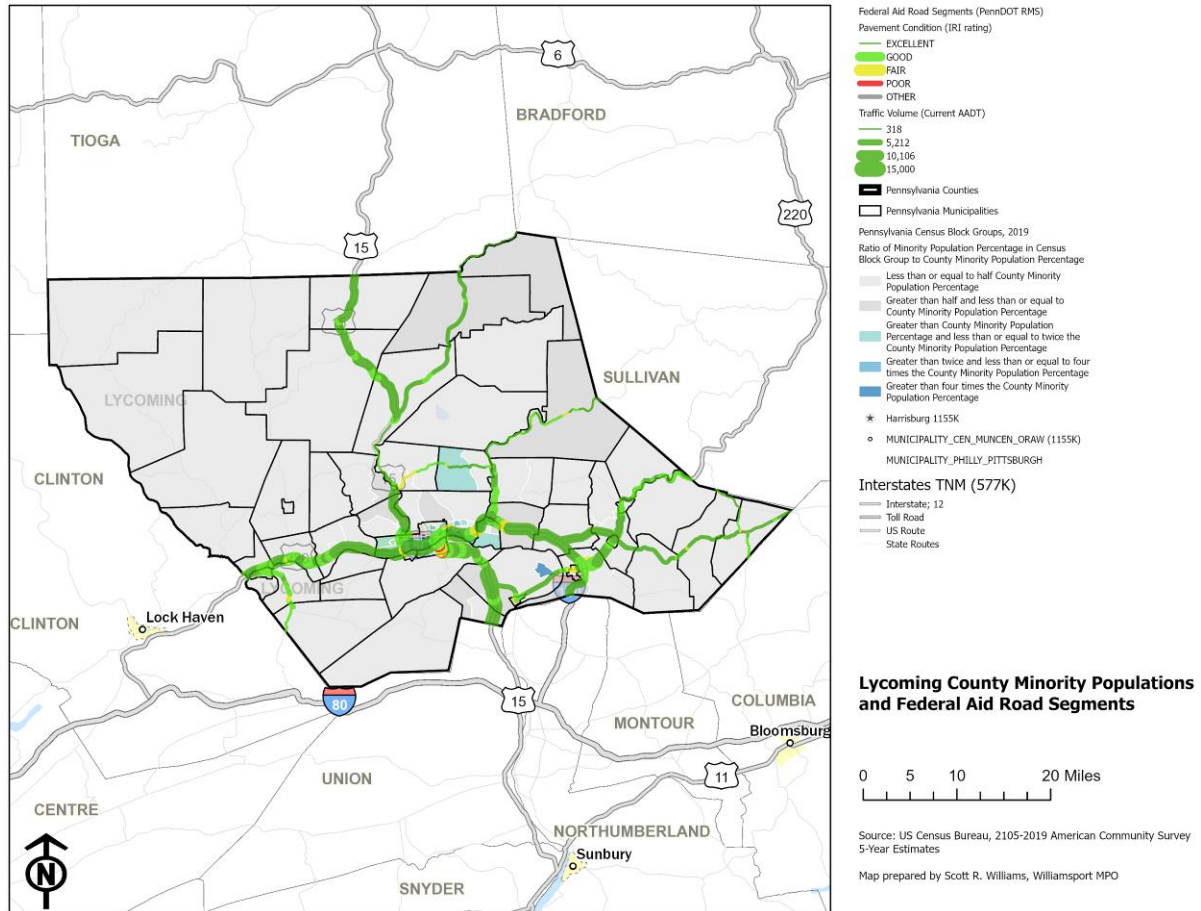 6
BRADFORD
TIOGA
220
15
SULLIVAN
LYCOMING
CLINTON
LYCOMING
Lock Haven
CLINTON
80
15
COLUMBIA
MONTOUR
Bloomsburg
UNION
11
CENTRE
NORTHUMBERLAND
Sunbury
SNYDER
N
Federal Aid Road Segments (PennDOT RMS)
Pavement Condition (IRI rating)
EXCELLENT
GOOD
FAIR
POOR
OTHER
Traffic Volume (Current AADT)
318
5,212
10,106
15,000
Pennsylvania Counties
Pennsylvania Municipalities
Pennsylvania Census Block Groups, 2019
Ratio of Minority Population Percentage in Census
Block Group to County Minority Population Percentage
Less than or equal to half County Minority
Population Percentage
Greater than half and less than or equal to
County Minority Population Percentage
Greater than County Minority Population
Percentage and less than or equal to twice the
County Minority Population Percentage
Greater than twice and less than or equal to four
times the County Minority Population Percentage
Greater than four times the County Minority
Population Percentage
Harrisburg 1155K
MUNICIPALITY_CEN_MUNCEN_ORAW (1155K)
MUNICIPALITY_PHILLY_PITTSBURGH
Interstates TNM (577K)
Interstate; 12
Toll Road
US Route
State Routes
Lycoming County Minority Populations
and Federal Aid Road Segments
0 5 10 20 Miles
Source: US Census Bureau, 2105-2019 American Community Survey
5-Year Estimates
Map prepared by Scott R. Williams, Williamsport MPO